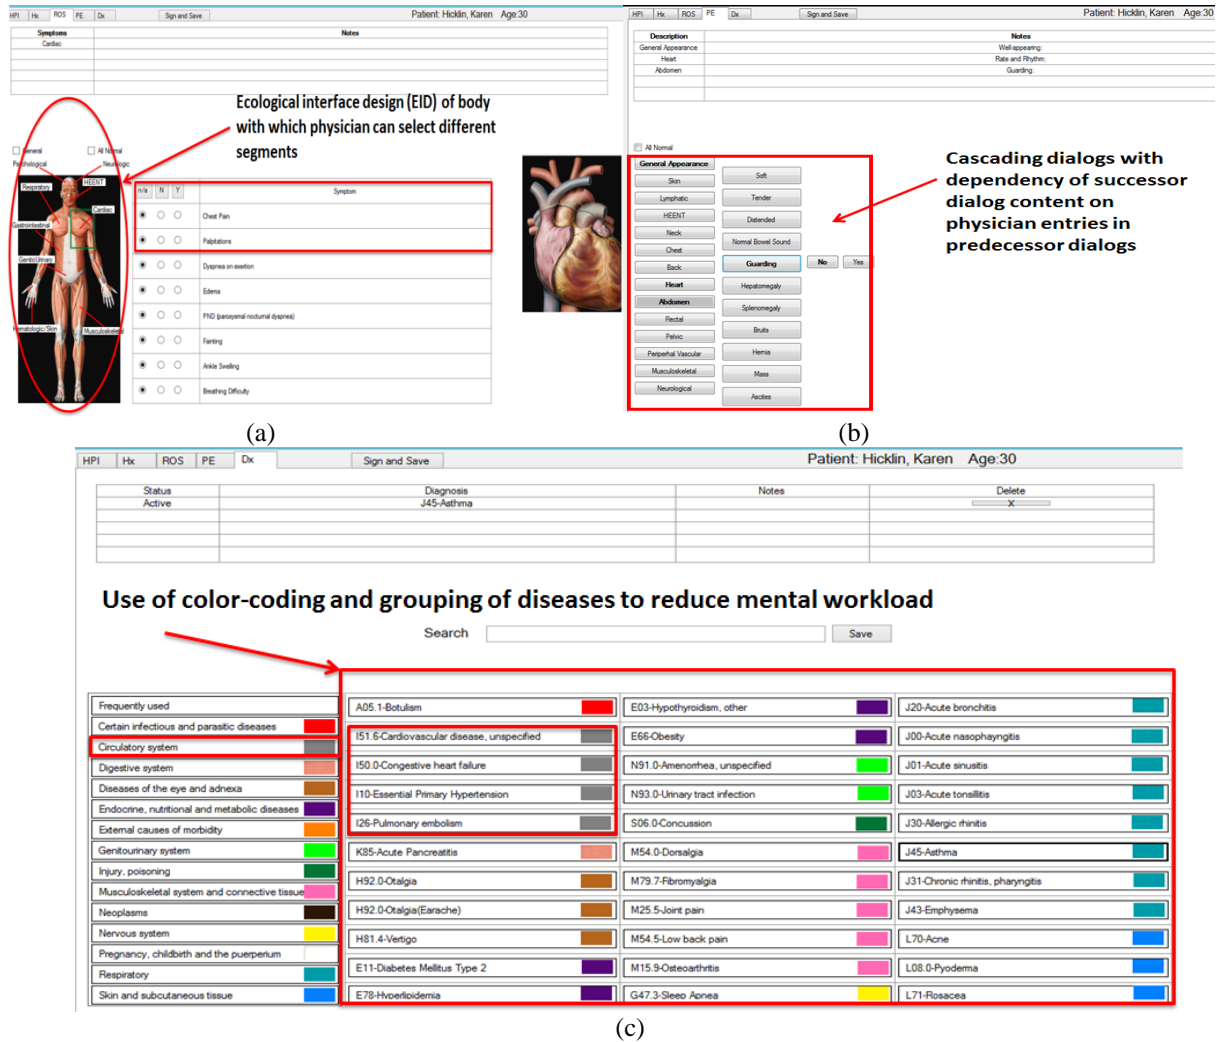 HPI Hx ROS PE Dx Sign and Save Patient: Hicklin, Karen Age:30
Symptoms Notes
Cardiac
Ecological interface design (EID) of body
with which physician can select different
segments
General All Normal
Psychological Neurologic
Respiratory HEENT
Cardiac
Gastrointestinal
GenitoUrinary
Hematologic/Skin Musculoskeletal
n/a N Y Symptom
Chest Pain
Palpitations
Dyspnea on exertion
Edema
PND (paroxysmal nocturnal dyspnea)
Fainting
Ankle Swelling
Breathing Difficulty
(a)
HPI Hx ROS PE Dx Sign and Save Patient: Hicklin, Karen Age:30
Description Notes
General Appearance Well-appearing:
Heart Rate and Rhythm:
Abdomen Guarding:
All Normal
General Appearance
Skin
Lymphatic
HEENT
Neck
Chest
Back
Heart
Abdomen
Rectal
Pelvic
Periperhal Vascular
Musculoskeletal
Neurological
Soft
Tender
Distended
Normal Bowel Sound
Guarding No Yes
Hepatomegaly
Splenomegaly
Bruits
Hernia
Mass
Ascites
Cascading dialogs with
dependency of successor
dialog content on
physician entries in
predecessor dialogs
(b)
HPI Hx ROS PE Dx Sign and Save Patient: Hicklin, Karen Age:30
Status Diagnosis Notes Delete
Active J45-Asthma X
Use of color-coding and grouping of diseases to reduce mental workload
Search Save
Frequently used
Certain infectious and parasitic diseases
Circulatory system
Digestive system
Diseases of the eye and adnexa
Endocrine, nutritional and metabolic diseases
External causes of morbidity
Genitourinary system
Injury, poisoning
Musculoskeletal system and connective tissue
Neoplasms
Nervous system
Pregnancy, childbirth and the puerperium
Respiratory
Skin and subcutaneous tissue
A05.1-Botulism
I51.6-Cardiovascular disease, unspecified
I50.0-Congestive heart failure
I10-Essential Primary Hypertension
I26-Pulmonary embolism
K85-Acute Pancreatitis
H92.0-Otalgia
H92.0-Otalgia(Earache)
H81.4-Vertigo
E11-Diabetes Mellitus Type 2
E78-Hyperlipidemia
E03-Hypothyroidism, other
E66-Obesity
N91.0-Amenorrhea, unspecified
N93.0-Urinary tract infection
S06.0-Concussion
M54.0-Dorsalgia
M79.7-Fibromyalgia
M25.5-Joint pain
M54.5-Low back pain
M15.9-Osteoarthritis
G47.3-Sleep Apnea
J20-Acute bronchitis
J00-Acute nasophayngitis
J01-Acute sinusitis
J03-Acute tonsillitis
J30-Allergic rhinitis
J45-Asthma
J31-Chronic rhinitis, pharyngitis
J43-Emphysema
L70-Acne
L08.0-Pyoderma
L71-Rosacea
(c)